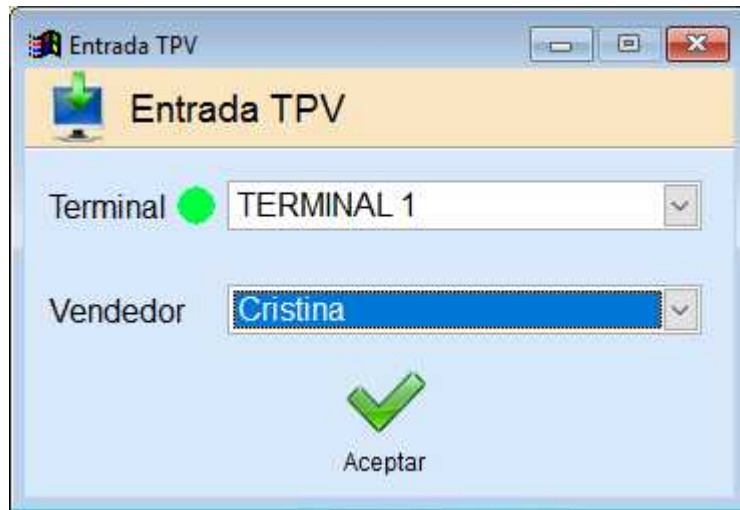 Entrada TPV
Entrada TPV
Terminal TERMINAL 1
Vendedor Cristina
Aceptar